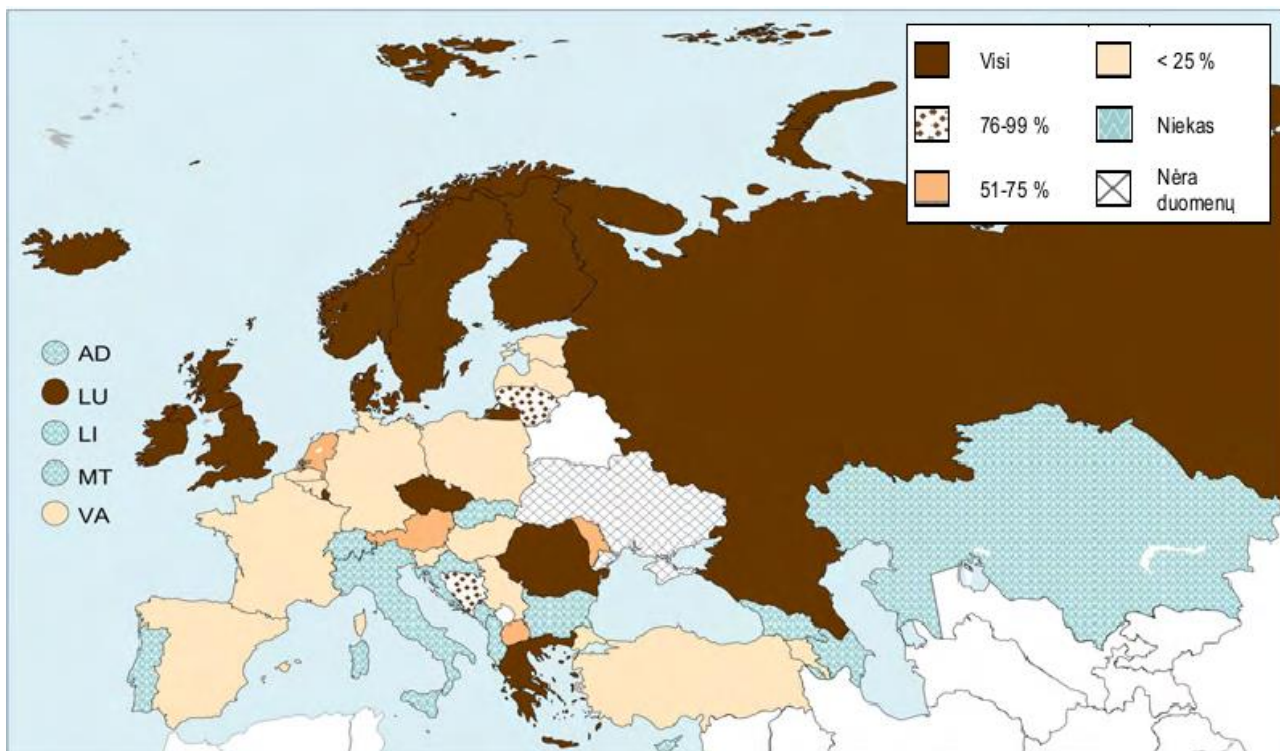 Visi
< 25 %
76-99 %
Niekas
51-75 %
Nėra
duomenų
AD
LU
LI
MT
VA